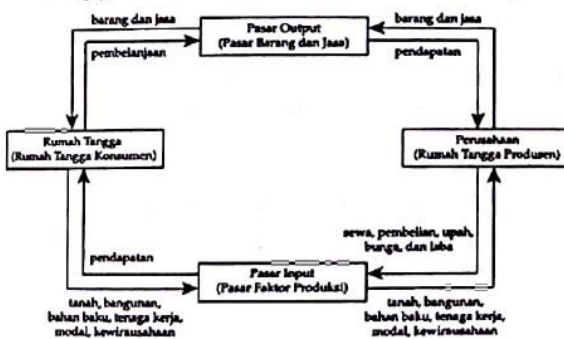 barang dan jasa
Pasar Output
(Pasar Barang dan Jasa)
barang dan jasa
pembelanjaan
pendapatan
Rumah Tangga
(Rumah Tangga Konsumen)
Perusahaan
(Rumah Tangga Produsen)
sewa, pembelian, upah,
bunga, dan laba
pendapatan
Pasar Input
(Pasar Faktor Produksi)
tanah, bangunan,
bahan baku, tenaga kerja,
modal, kewirausahaan
tanah, bangunan,
bahan baku, tenaga kerja,
modal, kewirausahaan